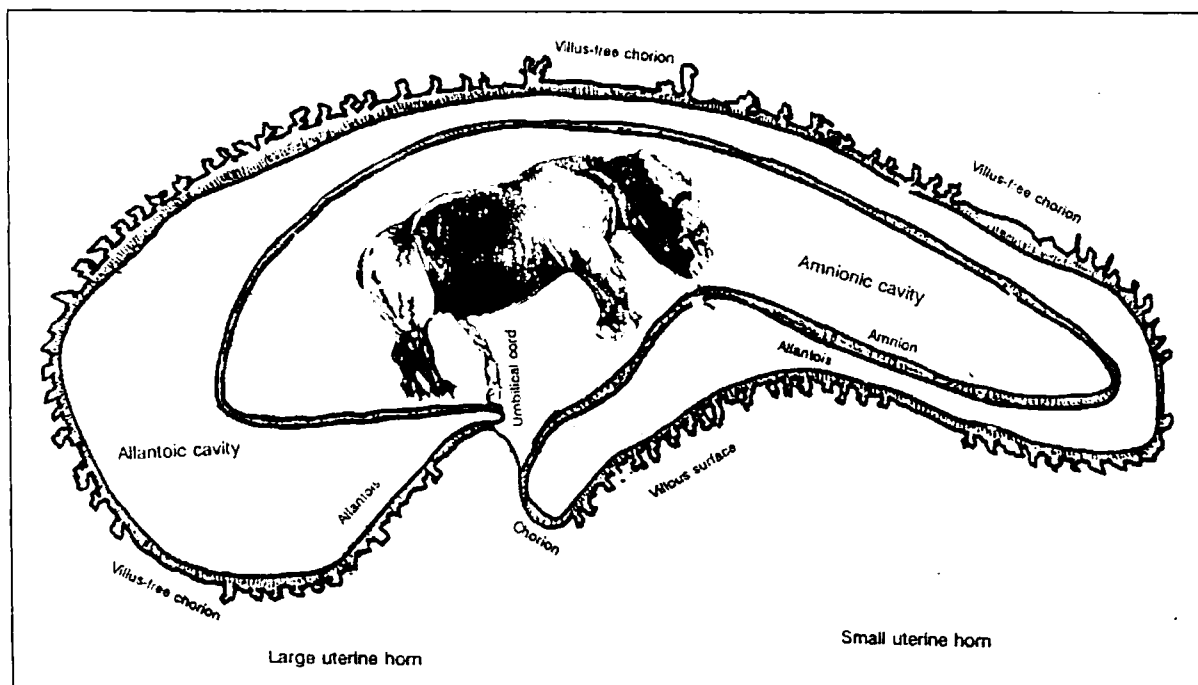 Villus-free chorion
Villus-free chorion
Amnionic cavity
Amnion
Allantois
Umbilical cord
Allantoic cavity
Allantois
Villous surface
Chorion
Villus-free chorion
Small uterine horn
Large uterine horn